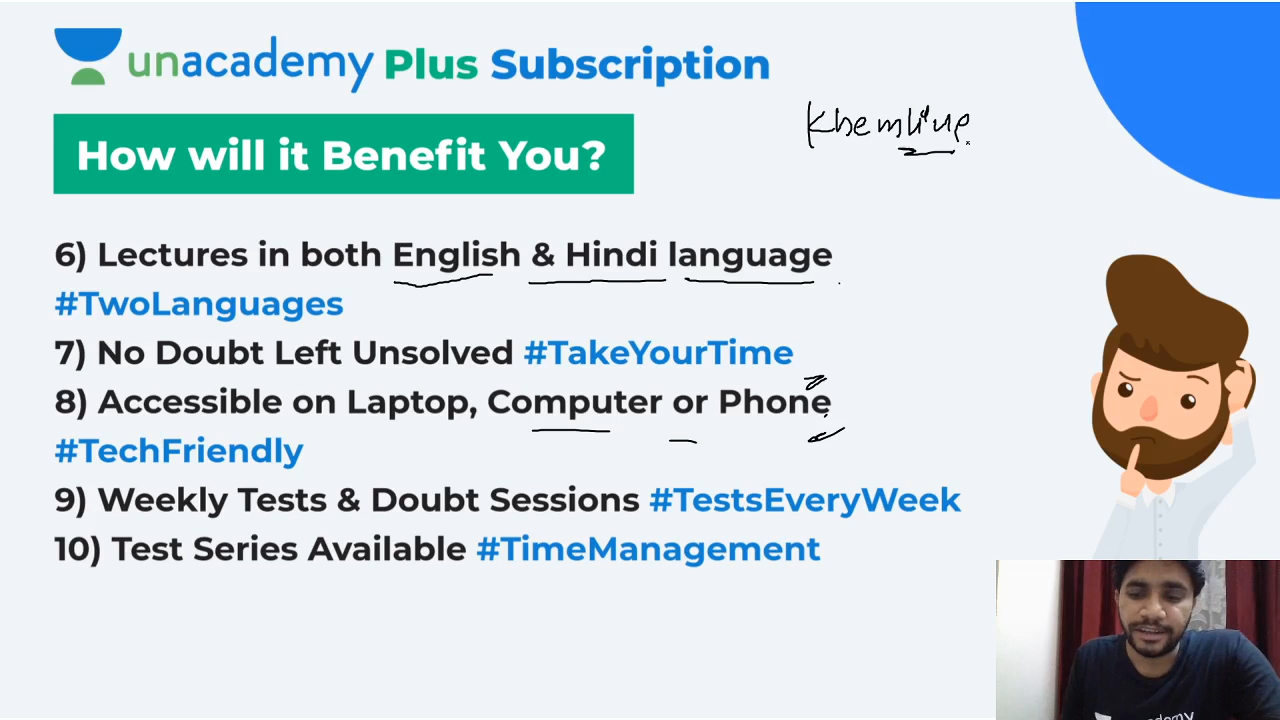 unacademy Plus Subscription
Khemlive
How will it Benefit You?
6) Lectures in both English & Hindi language
#TwoLanguages
7) No Doubt Left Unsolved #TakeYourTime
8) Accessible on Laptop, Computer or Phone
#TechFriendly
9) Weekly Tests & Doubt Sessions #TestsEveryWeek
10) Test Series Available #TimeManagement